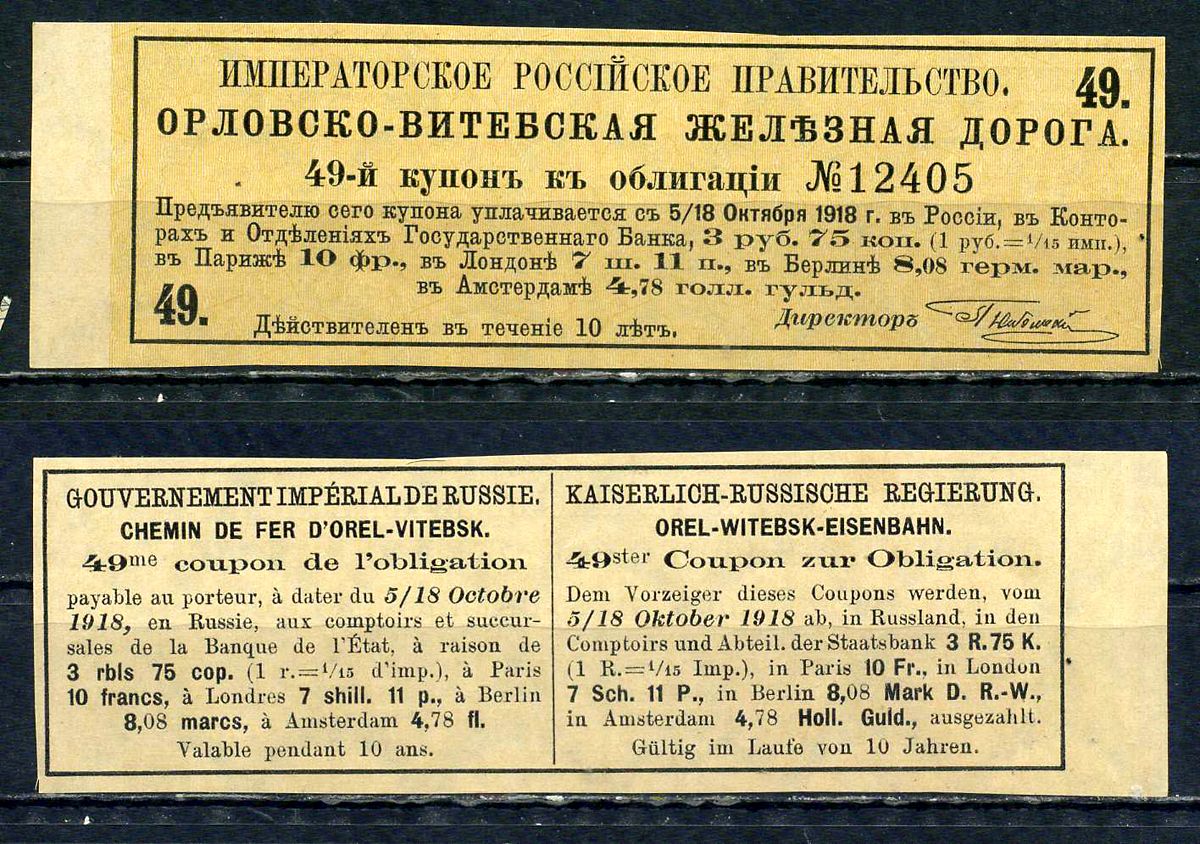 ИМПЕРАТОРСКОЕ РОССІЙСКОЕ ПРАВИТЕЛЬСТВО. 49.
ОРЛОВСКО-ВИТЕБСКАЯ ЖЕЛѢЗНАЯ ДОРОГА.
49-й купонъ къ облигаціи №12405
Предъявителю сего купона уплачивается съ 5/18 Октября 1918 г. въ Россіи, въ Конто-
рахъ и Отдѣленіяхъ Государственнаго Банка, 3 руб. 75 коп. (1 руб.=1/15 имп.),
въ Парижѣ 10 фр., въ Лондонѣ 7 ш. 11 п., въ Берлинѣ 8,08 герм. мар.,
въ Амстердамѣ 4,78 голл. гульд.
49. Дѣйствителенъ въ теченіе 10 лѣтъ. Директоръ
GOUVERNEMENT IMPÉRIAL DE RUSSIE.
CHEMIN DE FER D'OREL-VITEBSK.
49me coupon de l'obligation
payable au porteur, à dater du 5/18 Octobre
1918, en Russie, aux comptoirs et succur-
sales de la Banque de l'État, à raison de
3 rbls 75 cop. (1 r.=1/15 d'imp.), à Paris
10 francs, à Londres 7 shill. 11 p., à Berlin
8,08 marcs, à Amsterdam 4,78 fl.
Valable pendant 10 ans.
KAISERLICH-RUSSISCHE REGIERUNG.
OREL-WITEBSK-EISENBAHN.
49ster Coupon zur Obligation.
Dem Vorzeiger dieses Coupons werden, vom
5/18 Oktober 1918 ab, in Russland, in den
Comptoirs und Abteil. der Staatsbank 3 R. 75 K.
(1 R.=1/15 Imp.), in Paris 10 Fr., in London
7 Sch. 11 P., in Berlin 8,08 Mark D. R.-W.,
in Amsterdam 4,78 Holl. Guld., ausgezahlt.
Gültig im Laufe von 10 Jahren.